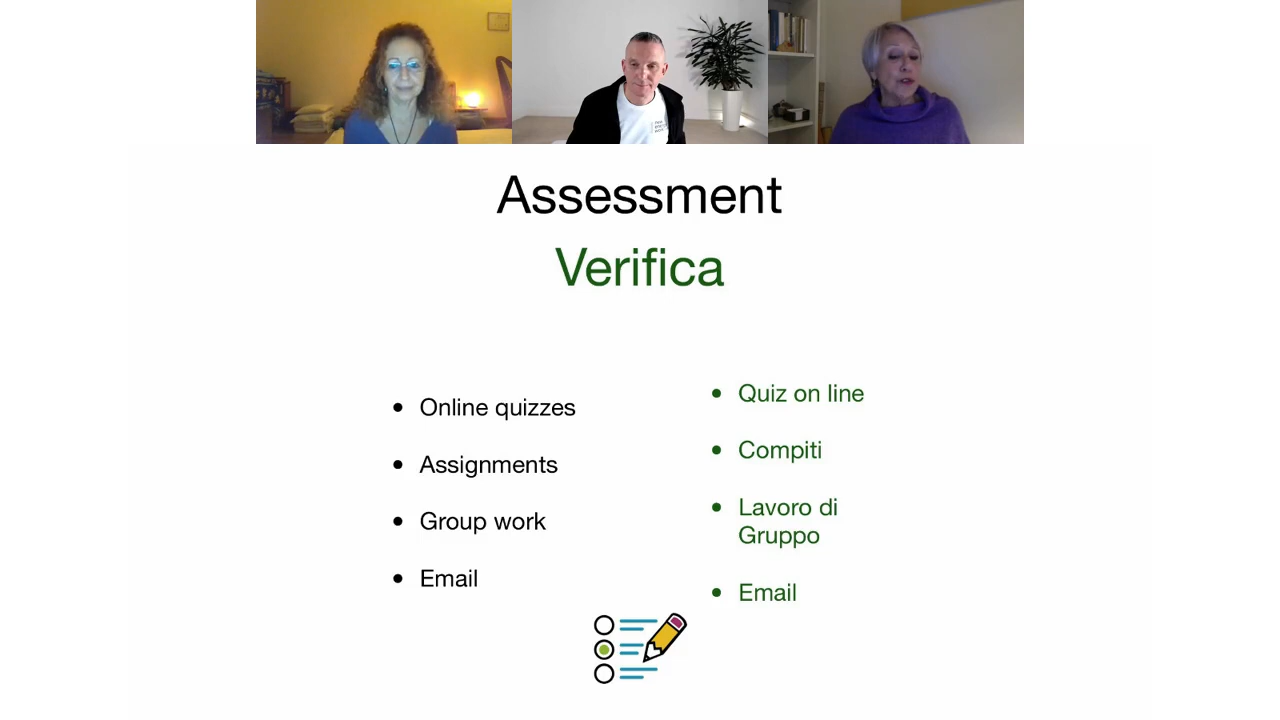 Assessment
Verifica
• Online quizzes
• Assignments
• Group work
• Email
• Quiz on line
• Compiti
• Lavoro di
Gruppo
• Email